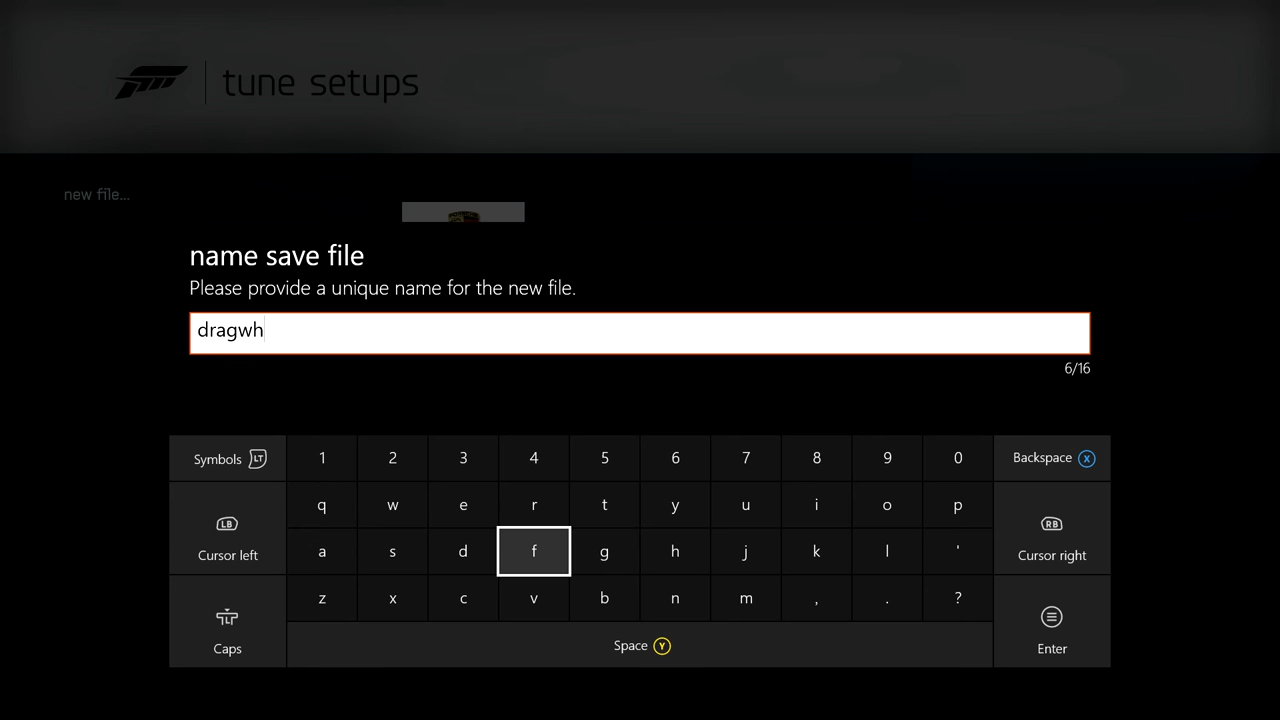 tune setups
new file...
name save file
Please provide a unique name for the new file.
dragwh
6/16
Symbols LT 1 2 3 4 5 6 7 8 9 0 Backspace X
q w e r t y u i o p
LB Cursor left
a s d f g h j k l '
RB Cursor right
z x c v b n m , . ?
LT Caps
Space Y
Enter